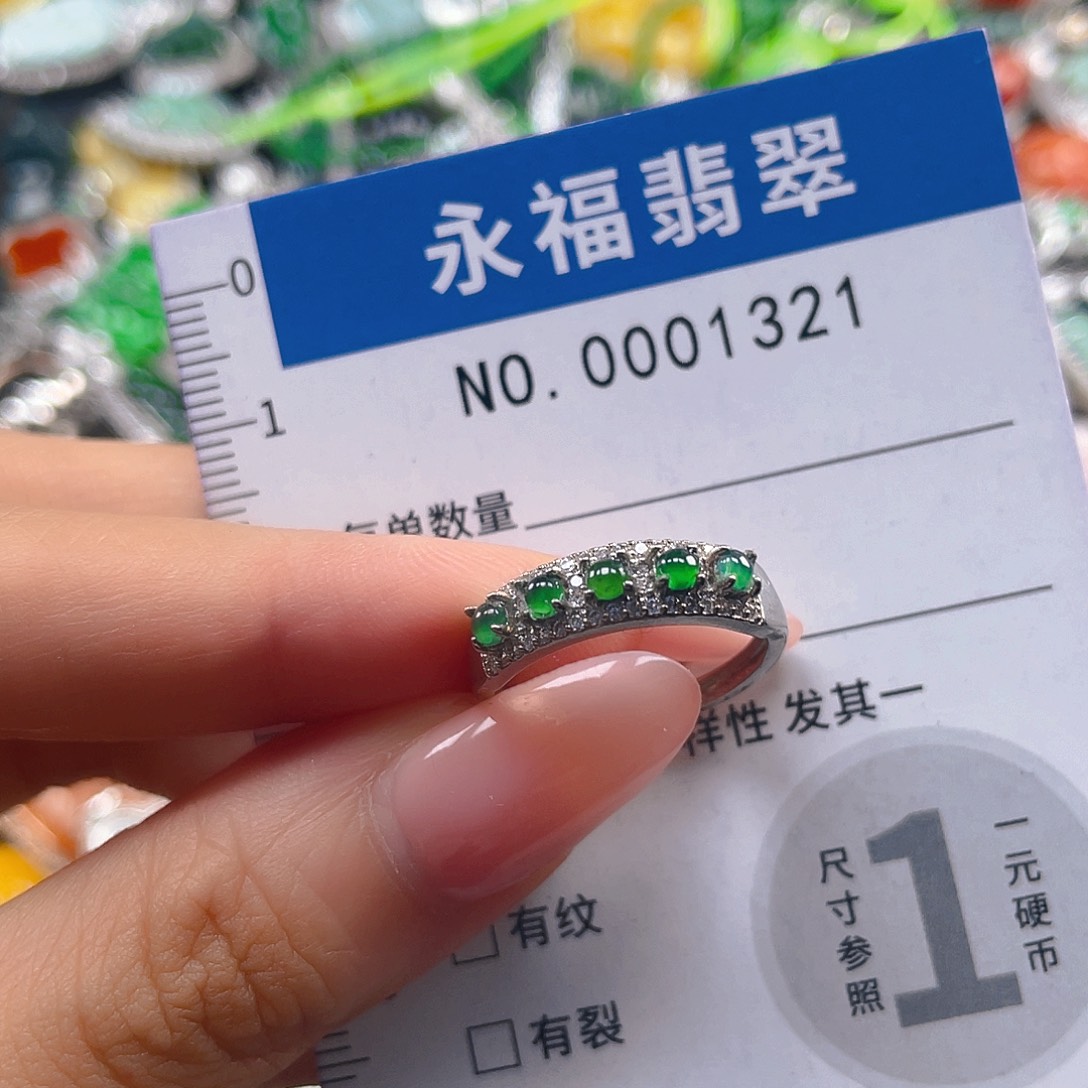 永福翡翠
NO.0001321
0
1
单数量
样性 发其一
有纹
有裂
尺寸参照
1
一元硬币